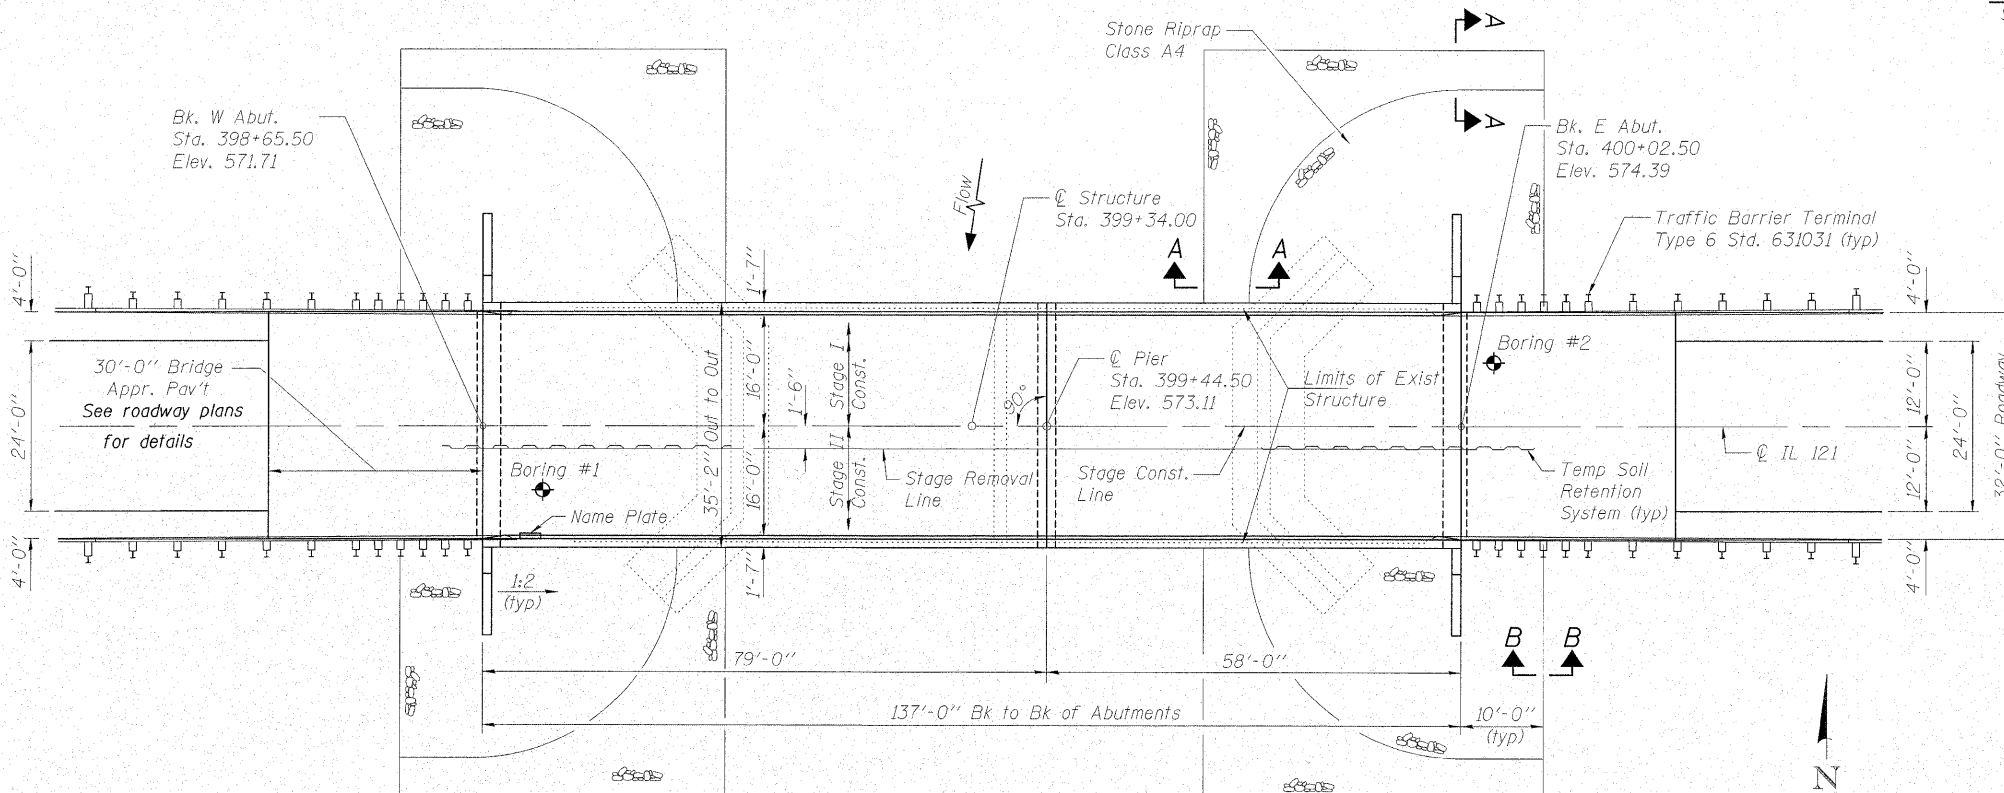 Stone Riprap
Class A4
A
A
Bk. W Abut.
Sta. 398+65.50
Elev. 571.71
Bk. E Abut.
Sta. 400+02.50
Elev. 574.39
Flow
℄ Structure
Sta. 399+34.00
Traffic Barrier Terminal
Type 6 Std. 631031 (typ)
A
A
4'-0"
1'-7"
4'-0"
30'-0" Bridge
Appr. Pav't
See roadway plans
for details
24'-0"
35'-2" Out to Out
16'-0"
16'-0"
1'-6"
Stage I
Const.
Stage II
Const.
90°
℄ Pier
Sta. 399+44.50
Elev. 573.11
Limits of Exist
Structure
Boring #2
12'-0"
12'-0"
24'-0"
32'-0" Roadway
Boring #1
Name Plate
Stage Removal
Line
Stage Const.
Line
Temp Soil
Retention
System (typ)
℄ IL 121
4'-0"
1:2
(typ)
1'-7"
4'-0"
79'-0"
58'-0"
B
B
137'-0" Bk to Bk of Abutments
10'-0"
(typ)
N